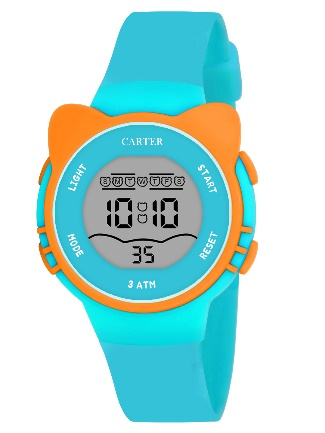 CARTER
LIGHT
START
S M T W T F S
10:10
35
MODE
RESET
3 ATM